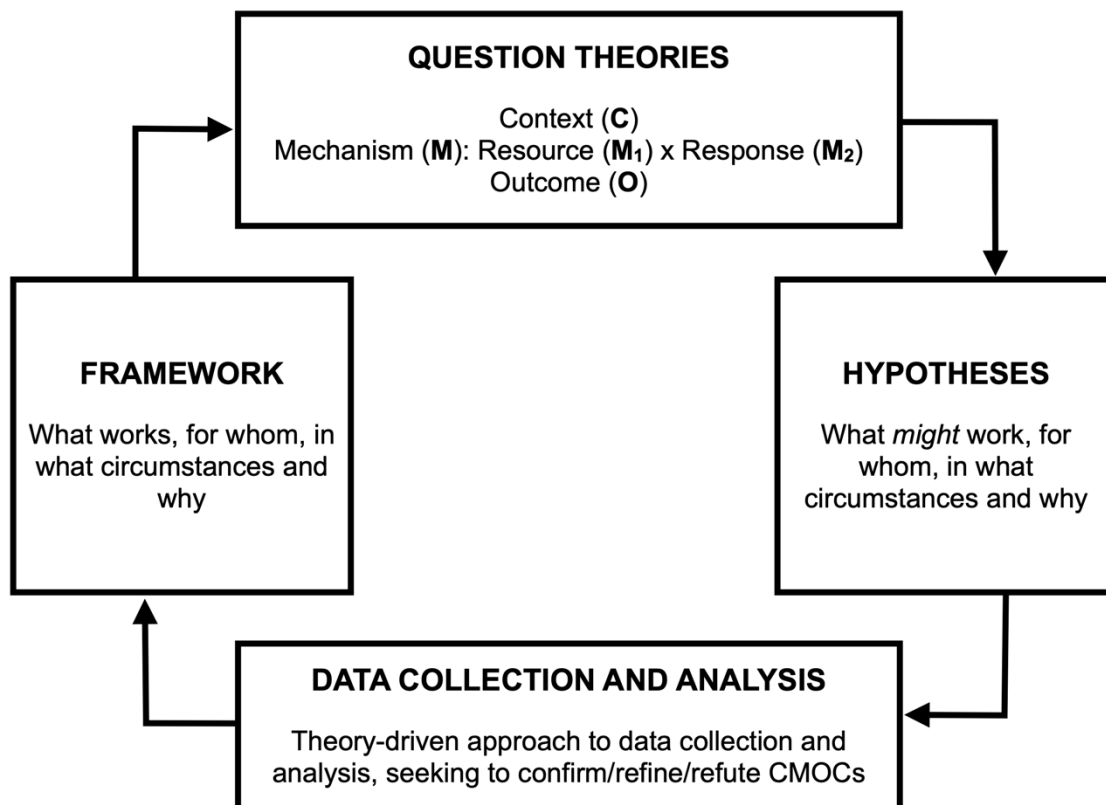 QUESTION THEORIES
Context (C)
Mechanism (M): Resource (M₁) x Response (M₂)
Outcome (O)
HYPOTHESES
What might work, for
whom, in what
circumstances and why
DATA COLLECTION AND ANALYSIS
Theory-driven approach to data collection and
analysis, seeking to confirm/refine/refute CMOCs
FRAMEWORK
What works, for whom, in
what circumstances and
why